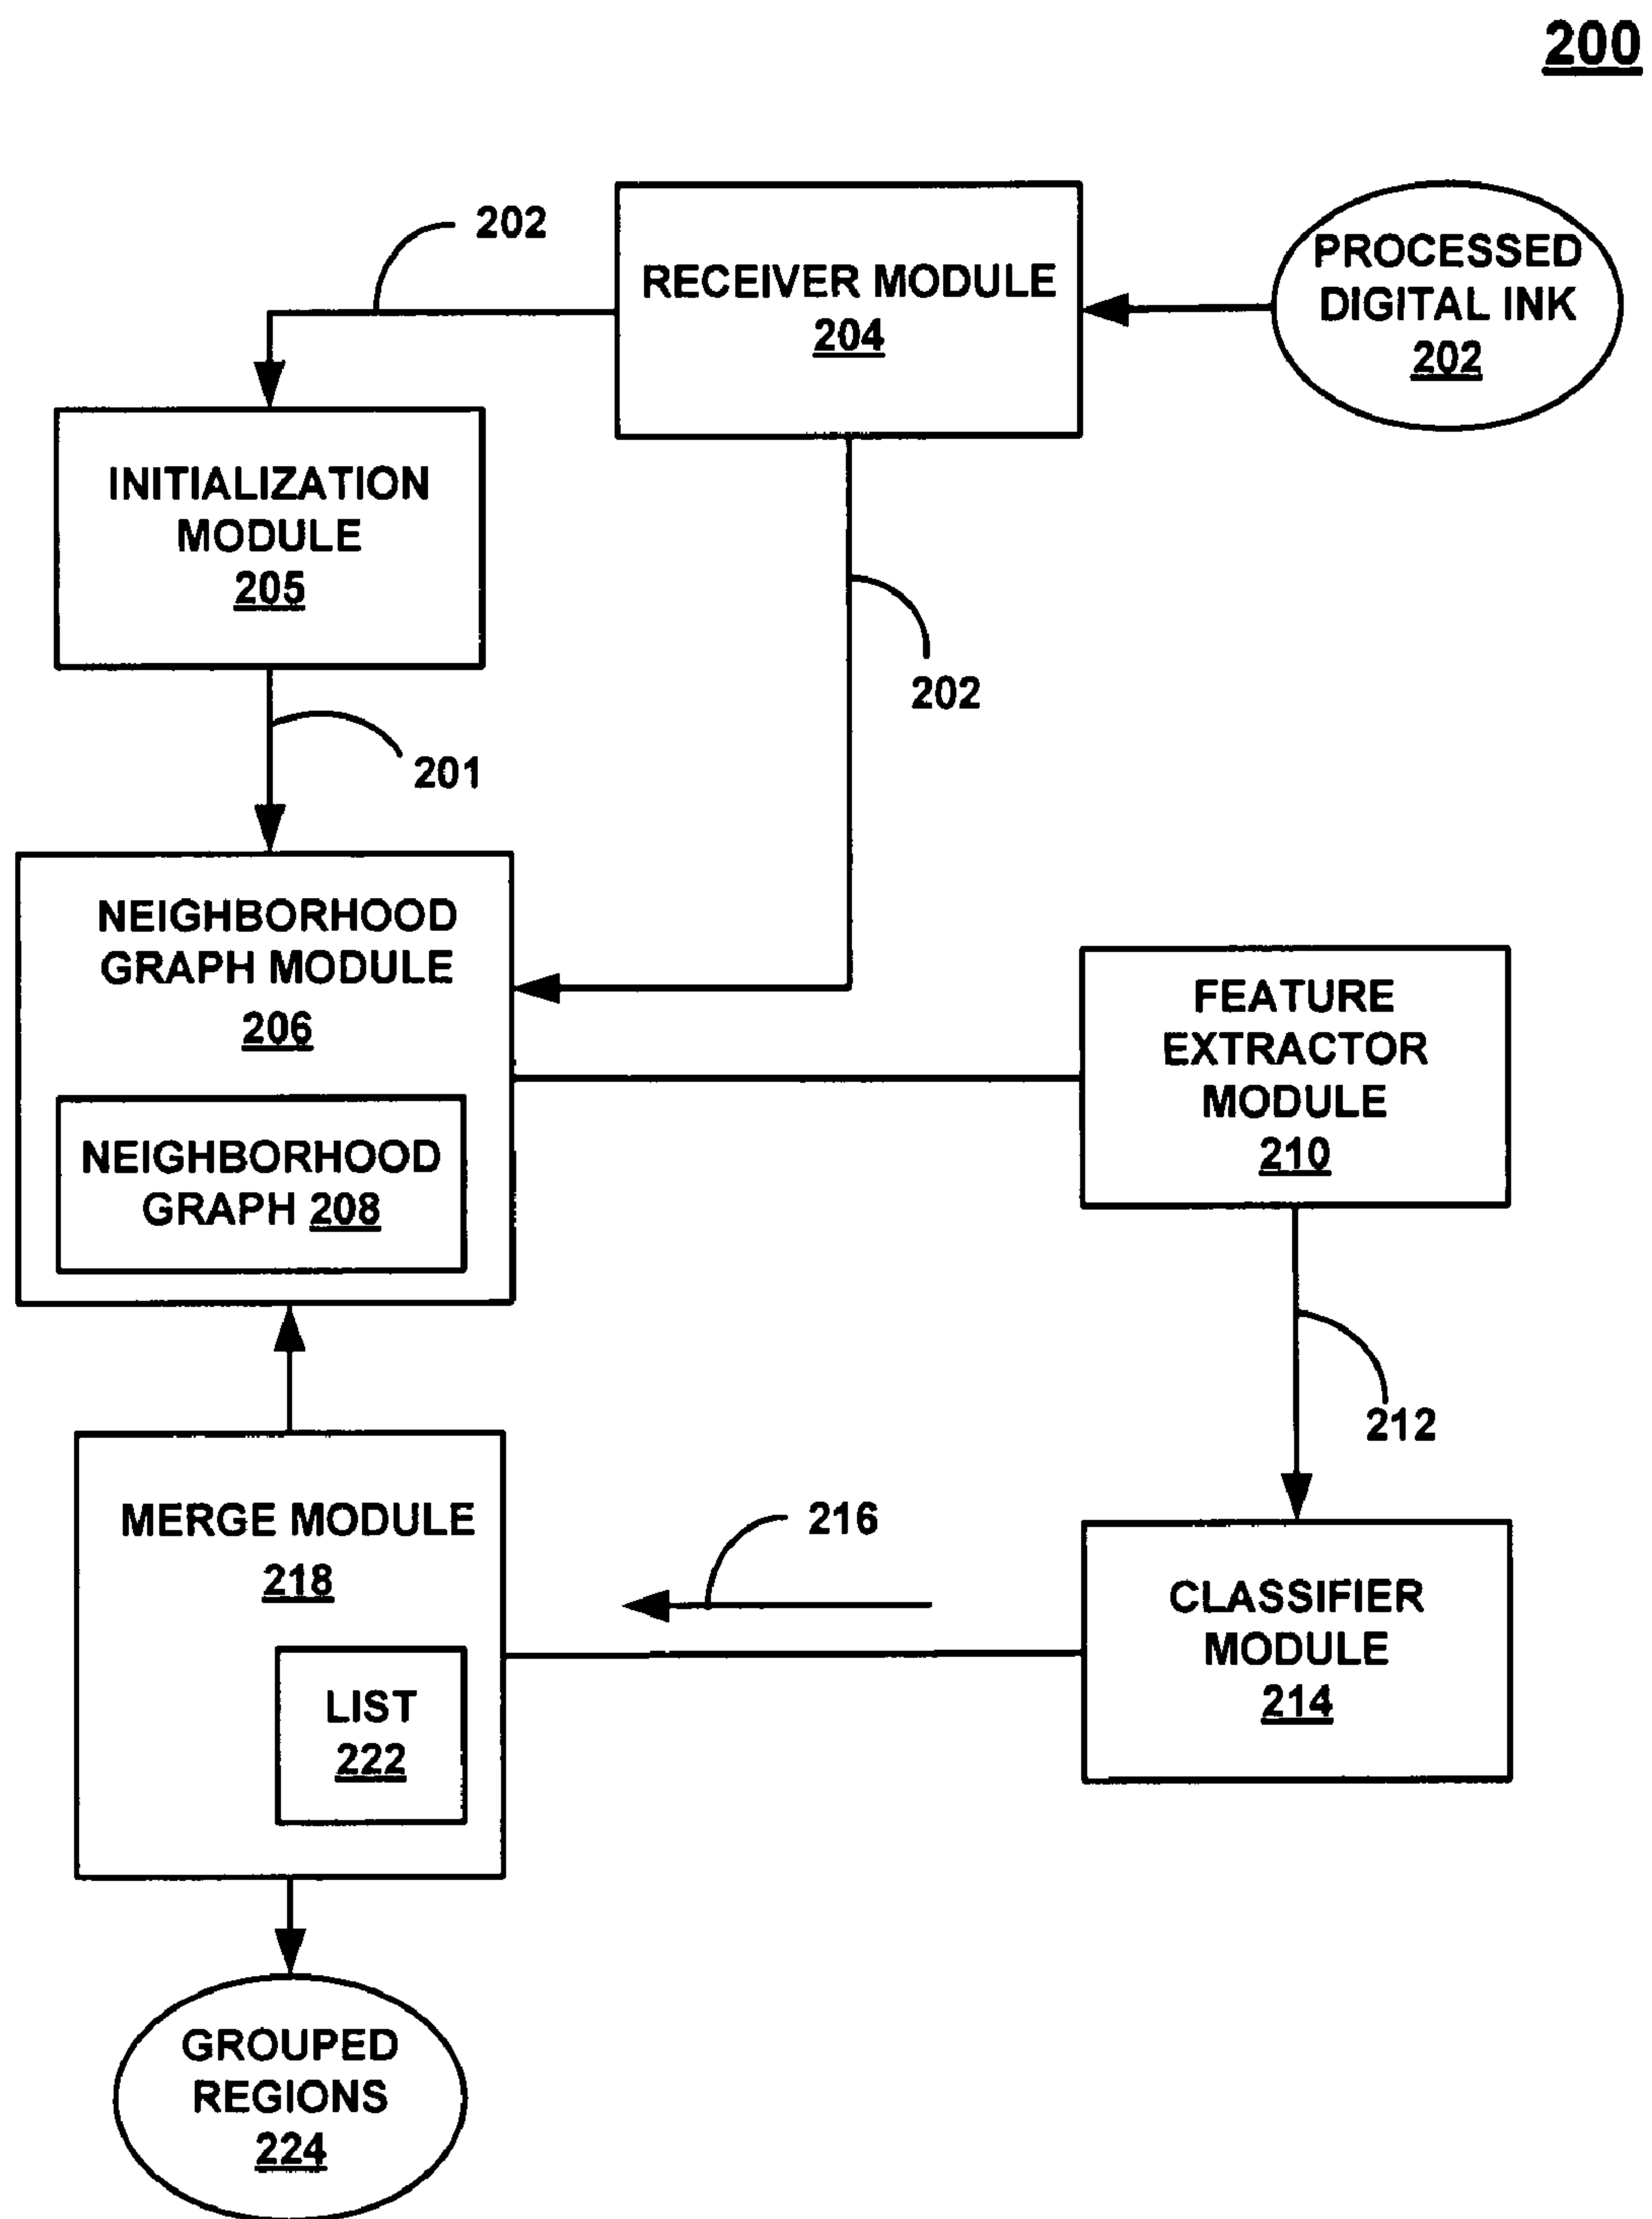 200
202
RECEIVER MODULE
204
PROCESSED
DIGITAL INK
202
INITIALIZATION
MODULE
205
202
201
NEIGHBORHOOD
GRAPH MODULE
206
NEIGHBORHOOD
GRAPH 208
FEATURE
EXTRACTOR
MODULE
210
212
MERGE MODULE
218
LIST
222
216
CLASSIFIER
MODULE
214
GROUPED
REGIONS
224